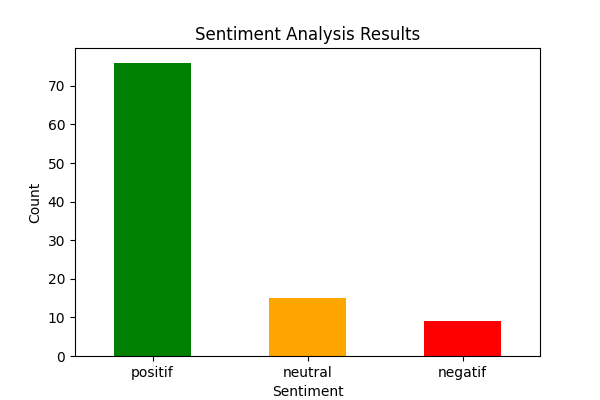 Sentiment Analysis Results
Count
70
60
50
40
30
20
10
0
positif neutral negatif
Sentiment